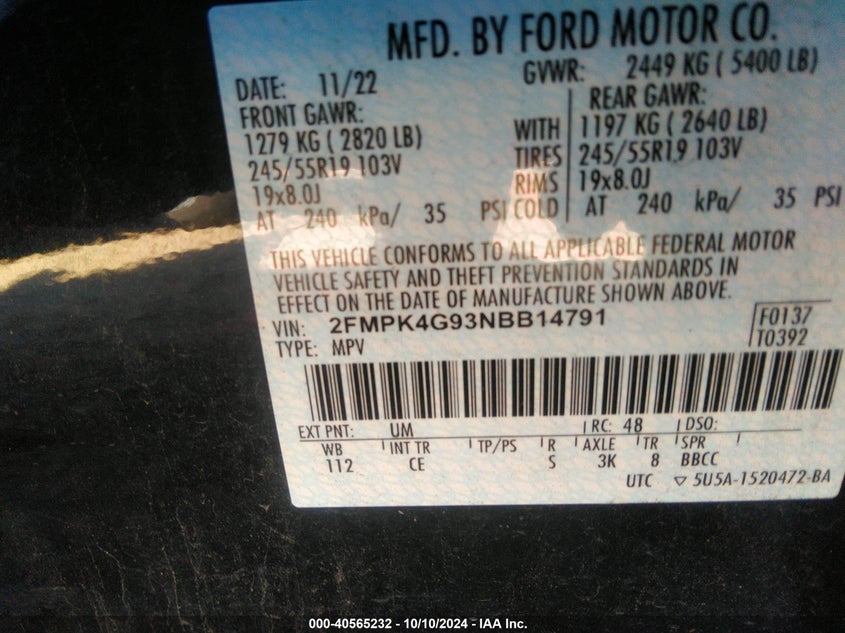 MFD. BY FORD MOTOR CO.
DATE: 11/22 GVWR: 2449 KG ( 5400 LB)
FRONT GAWR: REAR GAWR:
1279 KG ( 2820 LB) WITH 1197 KG ( 2640 LB)
245/55R19 103V TIRES 245/55R19 103V
19x8.0J RIMS 19x8.0J
AT 240 kPa/ 35 PSI COLD AT 240 kPa/ 35 PSI
THIS VEHICLE CONFORMS TO ALL APPLICABLE FEDERAL MOTOR
VEHICLE SAFETY AND THEFT PREVENTION STANDARDS IN
EFFECT ON THE DATE OF MANUFACTURE SHOWN ABOVE.
VIN: 2FMPK4G93NBB14791 F0137
TYPE: MPV T0392
EXT PNT: UM RC: 48 DSO:
WB INT TR TP/PS R AXLE TR SPR
112 CE S 3K 8 BBCC
UTC ▽ 5U5A-1520472-BA
000-40565232 - 10/10/2024 - IAA Inc.